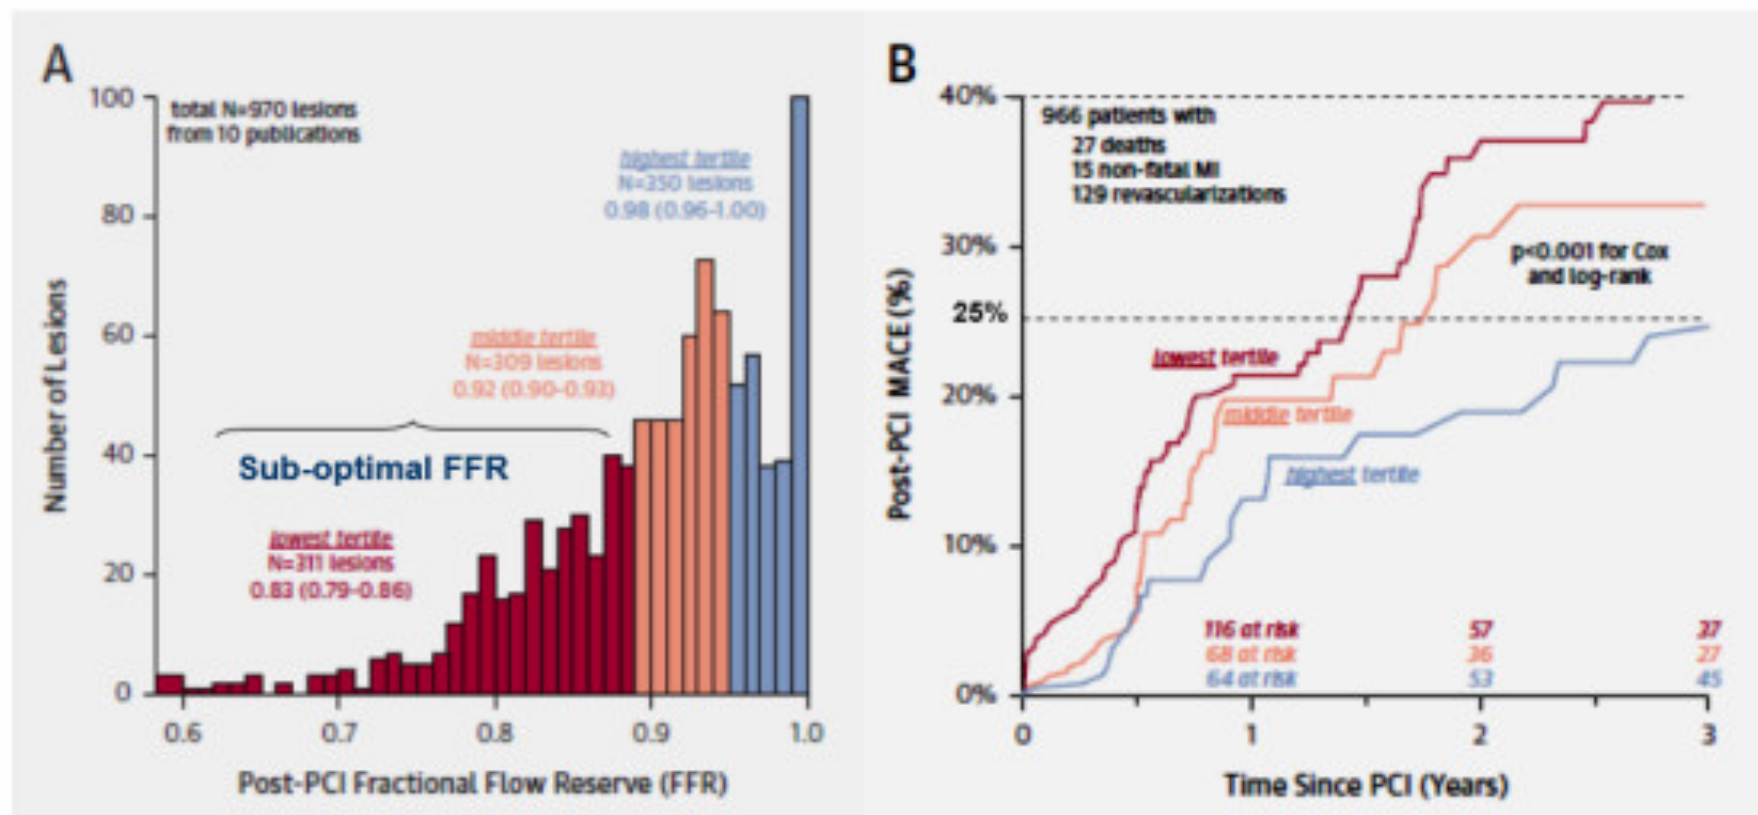 A
100
80
60
40
20
0
Number of Lesions
total N=970 lesions
from 10 publications
highest tertile
N=350 lesions
0.98 (0.96-1.00)
middle tertile
N=309 lesions
0.92 (0.90-0.93)
Sub-optimal FFR
lowest tertile
N=311 lesions
0.83 (0.79-0.86)
0.6 0.7 0.8 0.9 1.0
Post-PCI Fractional Flow Reserve (FFR)
B
40%
30%
25%
20%
10%
0%
Post-PCI MACE (%)
966 patients with
27 deaths
15 non-fatal MI
129 revascularizations
p<0.001 for Cox
and log-rank
lowest tertile
middle tertile
highest tertile
116 at risk 57 37
68 at risk 36 27
64 at risk 53 45
0 1 2 3
Time Since PCI (Years)